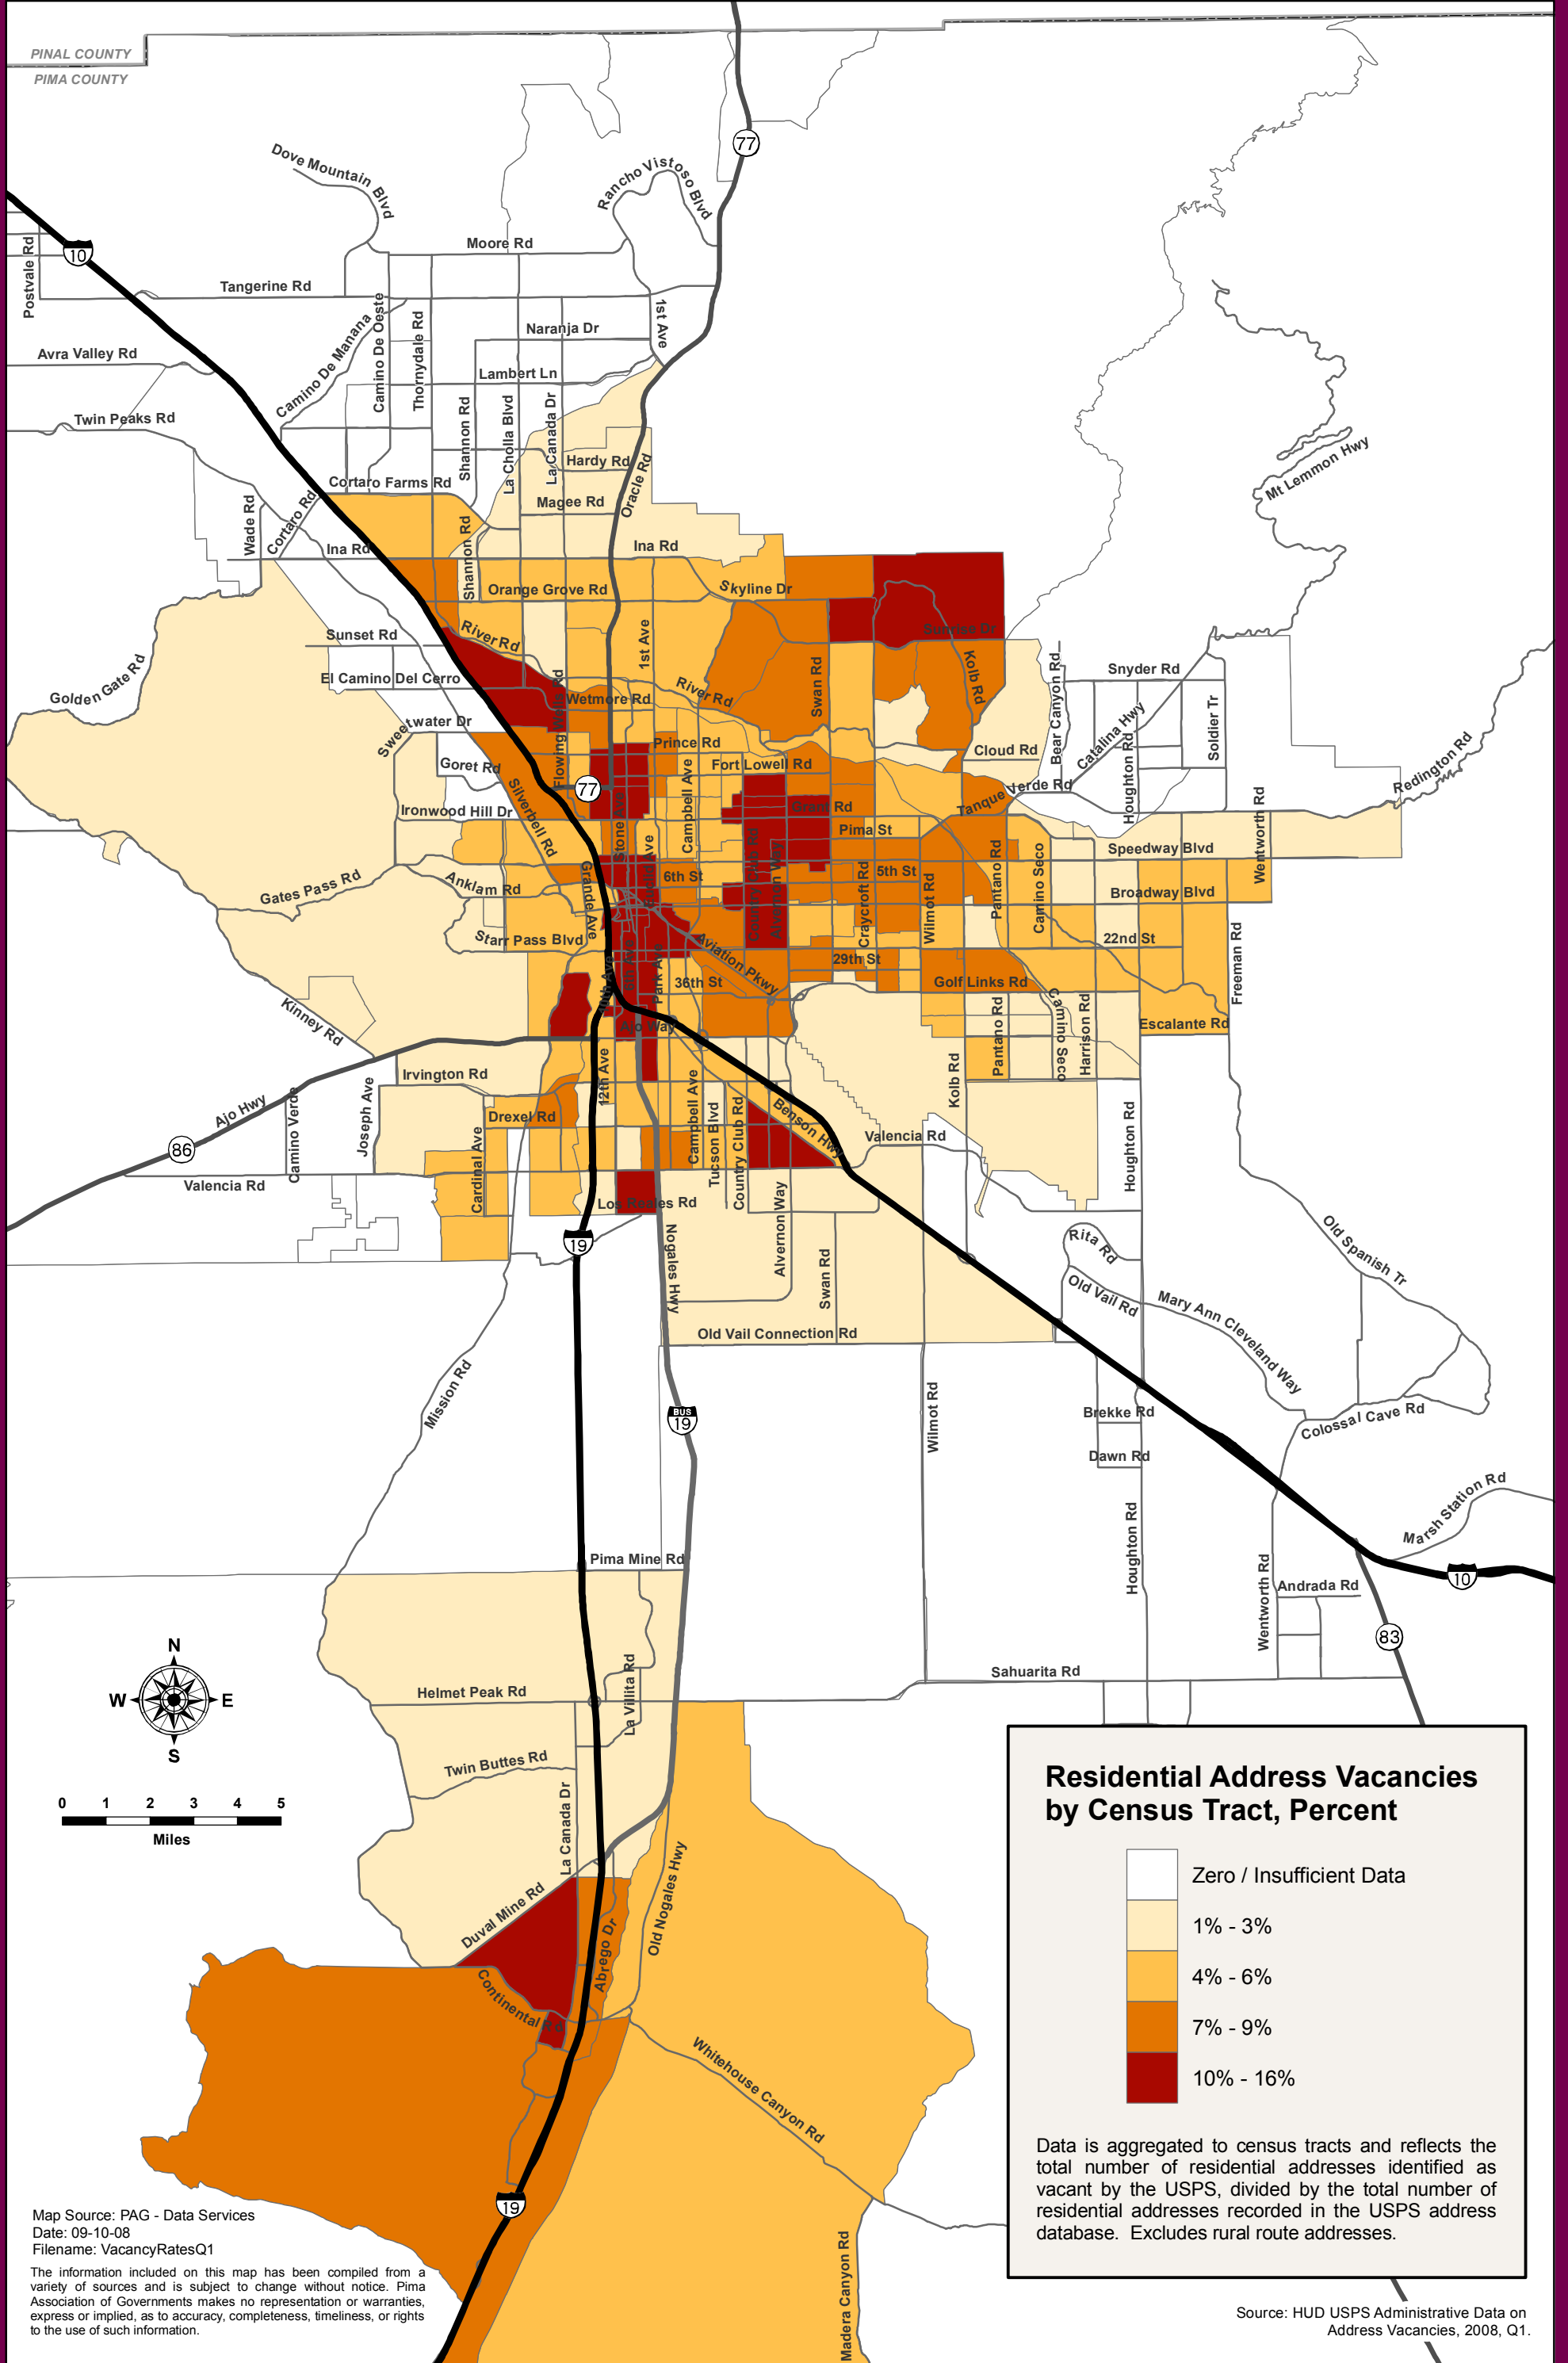 PINAL COUNTY
PIMA COUNTY
77
Dove Mountain Blvd
Rancho Vistoso Blvd
10
Moore Rd
Postvale Rd
Tangerine Rd
1st Ave
Naranja Dr
Camino De Manana
Camino De Oeste
Thornydale Rd
Avra Valley Rd
Lambert Ln
Twin Peaks Rd
Shannon Rd
La Cholla Blvd
La Canada Dr
Hardy Rd
Oracle Rd
Mt Lemmon Hwy
Cortaro Farms Rd
Magee Rd
Wade Rd
Cortaro Rd
Ina Rd
Shannon Rd
Ina Rd
Orange Grove Rd
Skyline Dr
Sunset Rd
River Rd
1st Ave
Sunrise Dr
Golden Gate Rd
El Camino Del Cerro
Flowing Wells Rd
Wetmore Rd
River Rd
Swan Rd
Kolb Rd
Bear Canyon Rd
Snyder Rd
Catalina Hwy
Soldier Tr
Sweetwater Dr
Prince Rd
Cloud Rd
Houghton Rd
Redington Rd
Goret Rd
Fort Lowell Rd
77
Silverbell Rd
Campbell Ave
Tanque Verde Rd
Ironwood Hill Dr
Stone Ave
Grant Rd
Pima St
Wentworth Rd
Euclid Ave
Country Club Rd
Alvernon Way
Speedway Blvd
Gates Pass Rd
Anklam Rd
Grande Ave
6th St
Craycroft Rd
5th St
Wilmot Rd
Pantano Rd
Camino Seco
Broadway Blvd
Starr Pass Blvd
22nd St
Freeman Rd
Park Ave
Aviation Pkwy
29th St
36th St
Golf Links Rd
Kinney Rd
Ajo Way
Pantano Rd
Camino Seco
Harrison Rd
Escalante Rd
Irvington Rd
12th Ave
Kolb Rd
Ajo Hwy
Camino Verde
Joseph Ave
Drexel Rd
Campbell Ave
Tucson Blvd
Country Club Rd
Benson Hwy
Valencia Rd
Houghton Rd
86
Valencia Rd
Cardinal Ave
Los Reales Rd
19
Nogales Hwy
Alvernon Way
Swan Rd
Rita Rd
Old Spanish Tr
Old Vail Rd
Mary Ann Cleveland Way
Old Vail Connection Rd
Mission Rd
BUS
19
Wilmot Rd
Brekke Rd
Colossal Cave Rd
Dawn Rd
Marsh Station Rd
Houghton Rd
Pima Mine Rd
10
Wentworth Rd
Andrada Rd
83
N
W
E
S
Sahuarita Rd
Helmet Peak Rd
La Villita Rd
Twin Buttes Rd
0 1 2 3 4 5
Miles
La Canada Dr
Old Nogales Hwy
Duval Mine Rd
Abrego Dr
Continental Rd
Whitehouse Canyon Rd
19
Madera Canyon Rd
Residential Address Vacancies
by Census Tract, Percent
Zero / Insufficient Data
1% - 3%
4% - 6%
7% - 9%
10% - 16%
Data is aggregated to census tracts and reflects the
total number of residential addresses identified as
vacant by the USPS, divided by the total number of
residential addresses recorded in the USPS address
database. Excludes rural route addresses.
Map Source: PAG - Data Services
Date: 09-10-08
Filename: VacancyRatesQ1
The information included on this map has been compiled from a
variety of sources and is subject to change without notice. Pima
Association of Governments makes no representation or warranties,
express or implied, as to accuracy, completeness, timeliness, or rights
to the use of such information.
Source: HUD USPS Administrative Data on
Address Vacancies, 2008, Q1.